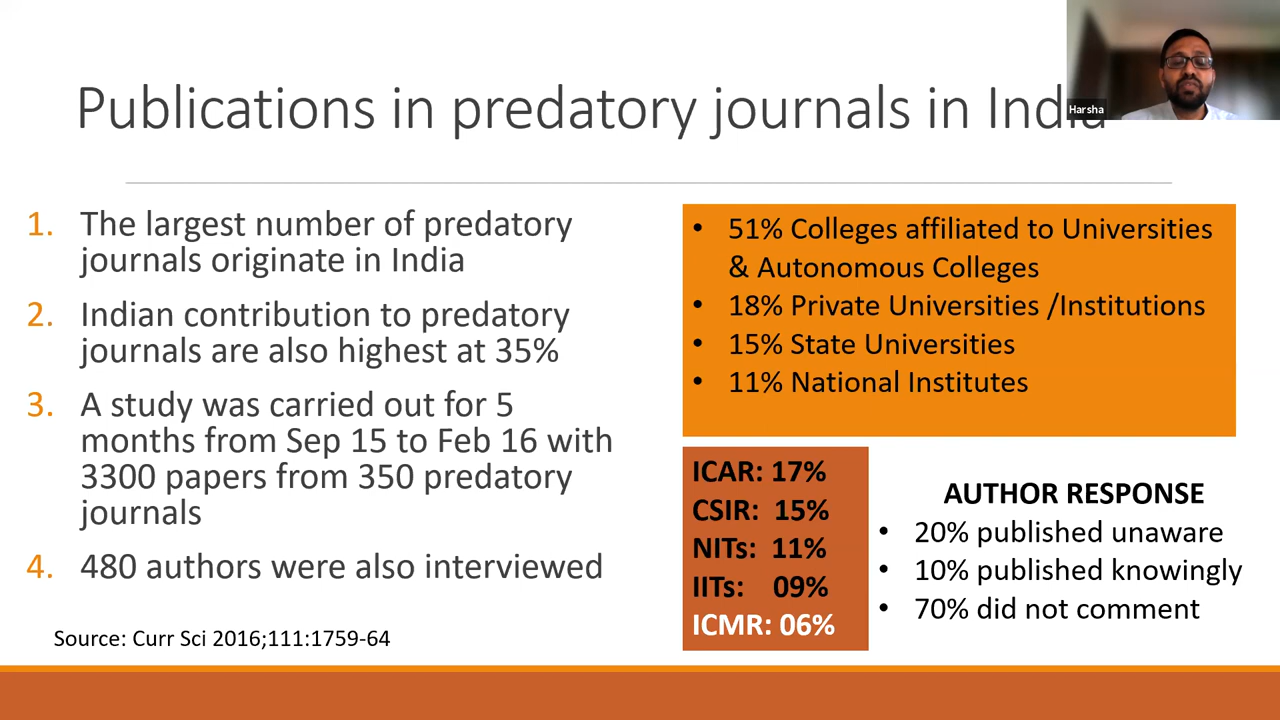 Publications in predatory journals in India
Harsha
1. The largest number of predatory
journals originate in India
2. Indian contribution to predatory
journals are also highest at 35%
3. A study was carried out for 5
months from Sep 15 to Feb 16 with
3300 papers from 350 predatory
journals
4. 480 authors were also interviewed
Source: Curr Sci 2016;111:1759-64
• 51% Colleges affiliated to Universities
& Autonomous Colleges
• 18% Private Universities /Institutions
• 15% State Universities
• 11% National Institutes
ICAR: 17%
CSIR: 15%
NITs: 11%
IITs: 09%
ICMR: 06%
AUTHOR RESPONSE
• 20% published unaware
• 10% published knowingly
• 70% did not comment